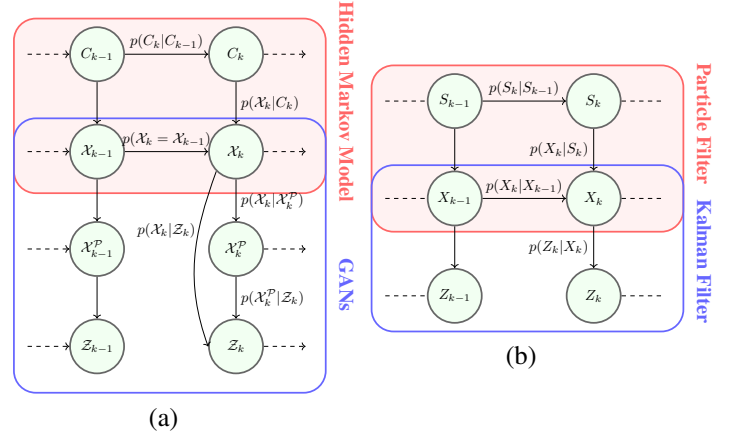 C_{k-1}
p(C_k|C_{k-1})
C_k
p(𝒳_k|C_k)
𝒳_{k-1}
p(𝒳_k = 𝒳_{k-1})
𝒳_k
p(𝒳_k|𝒳_k^𝒫)
p(𝒳_k|𝒵_k)
𝒳_{k-1}^𝒫
𝒳_k^𝒫
p(𝒳_k^𝒫|𝒵_k)
𝒵_{k-1}
𝒵_k
Hidden Markov Model
GANs
(a)
S_{k-1}
p(S_k|S_{k-1})
S_k
p(X_k|S_k)
X_{k-1}
p(X_k|X_{k-1})
X_k
p(Z_k|X_k)
Z_{k-1}
Z_k
Particle Filter
Kalman Filter
(b)